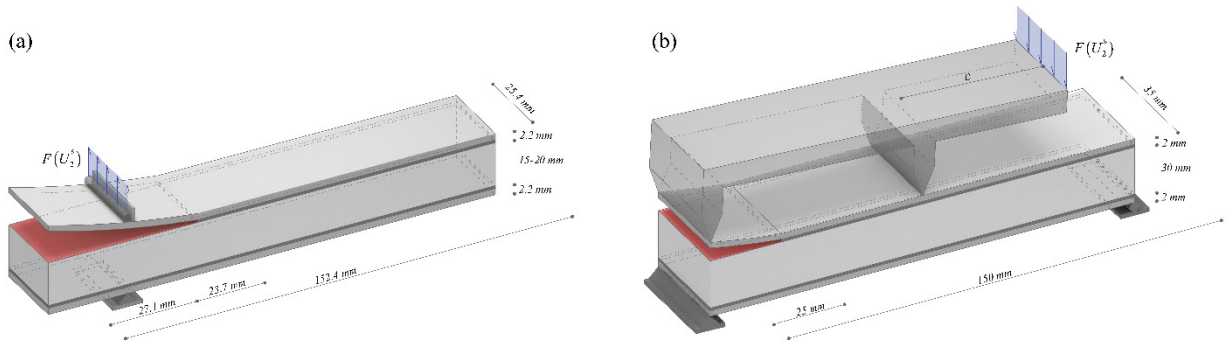 (a)
F(U₂ˢ)
25.4 mm
2.2 mm
15-20 mm
2.2 mm
27.1 mm
23.7 mm
152.4 mm
(b)
F(U₂ˢ)
c
35 mm
2 mm
30 mm
2 mm
25 mm
150 mm